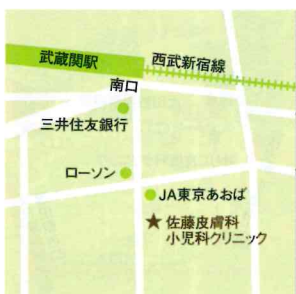 武蔵関駅
西武新宿線
南口
三井住友銀行
ローソン
JA東京あおば
★佐藤皮膚科
小児科クリニック